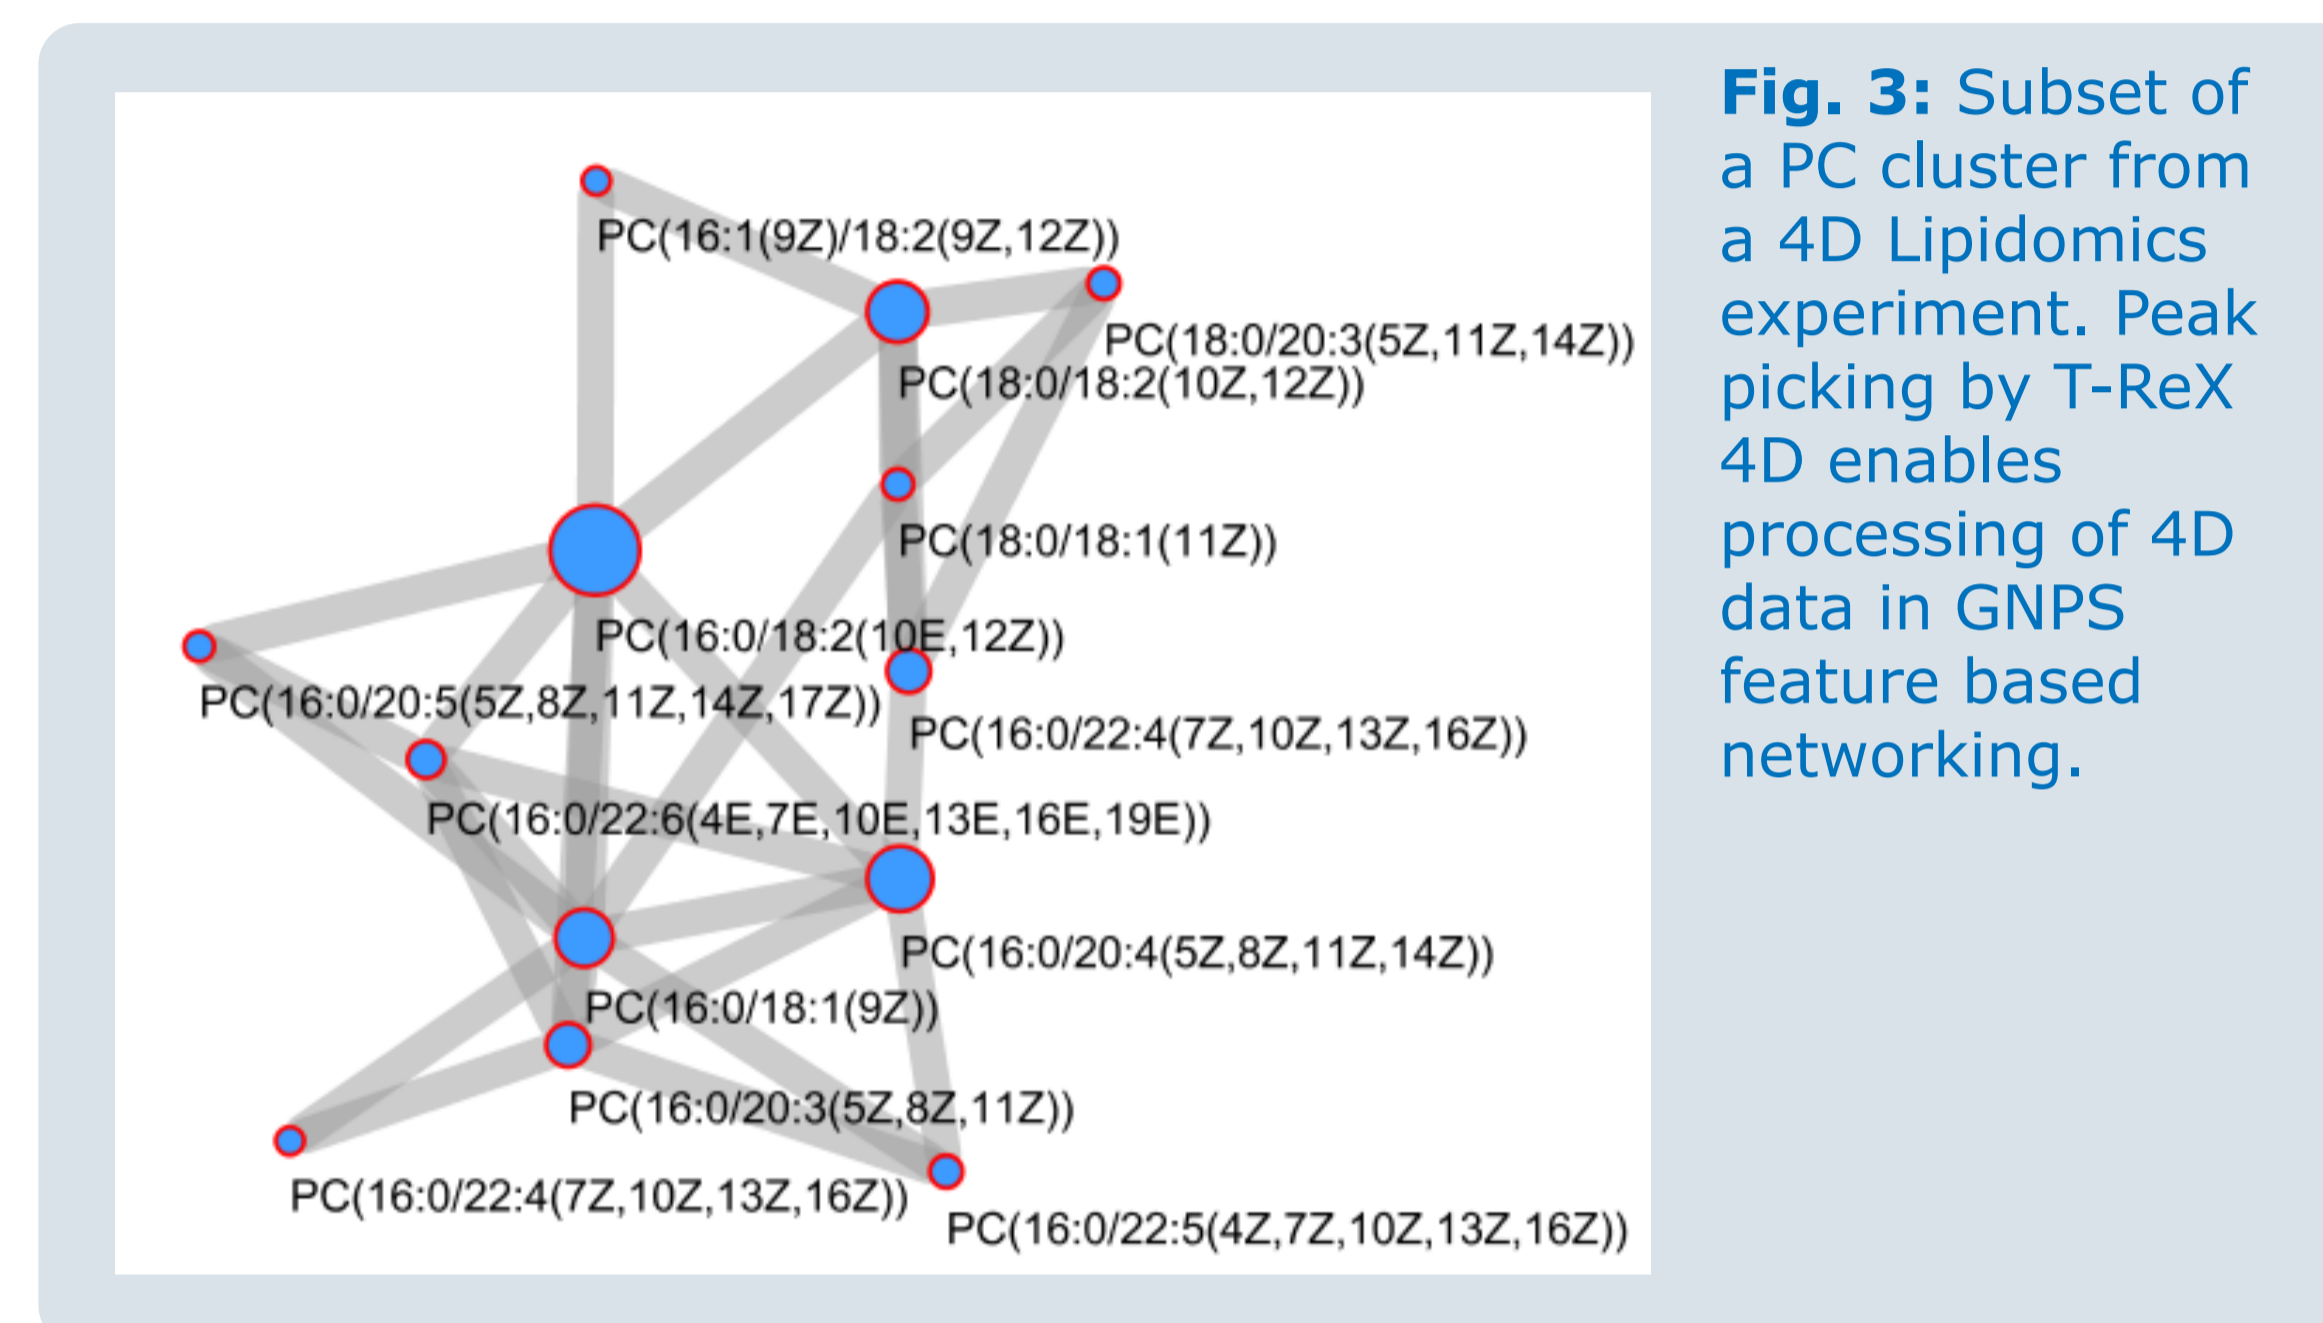 PC(16:1(9Z)/18:2(9Z,12Z))
PC(18:0/20:3(5Z,11Z,14Z))
PC(18:0/18:2(10Z,12Z))
PC(18:0/18:1(11Z))
PC(16:0/18:2(10E,12Z))
PC(16:0/20:5(5Z,8Z,11Z,14Z,17Z))
PC(16:0/22:4(7Z,10Z,13Z,16Z))
PC(16:0/22:6(4E,7E,10E,13E,16E,19E))
PC(16:0/20:4(5Z,8Z,11Z,14Z))
PC(16:0/18:1(9Z))
PC(16:0/20:3(5Z,8Z,11Z))
PC(16:0/22:4(7Z,10Z,13Z,16Z))
PC(16:0/22:5(4Z,7Z,10Z,13Z,16Z))
Fig. 3: Subset of
a PC cluster from
a 4D Lipidomics
experiment. Peak
picking by T-ReX
4D enables
processing of 4D
data in GNPS
feature based
networking.